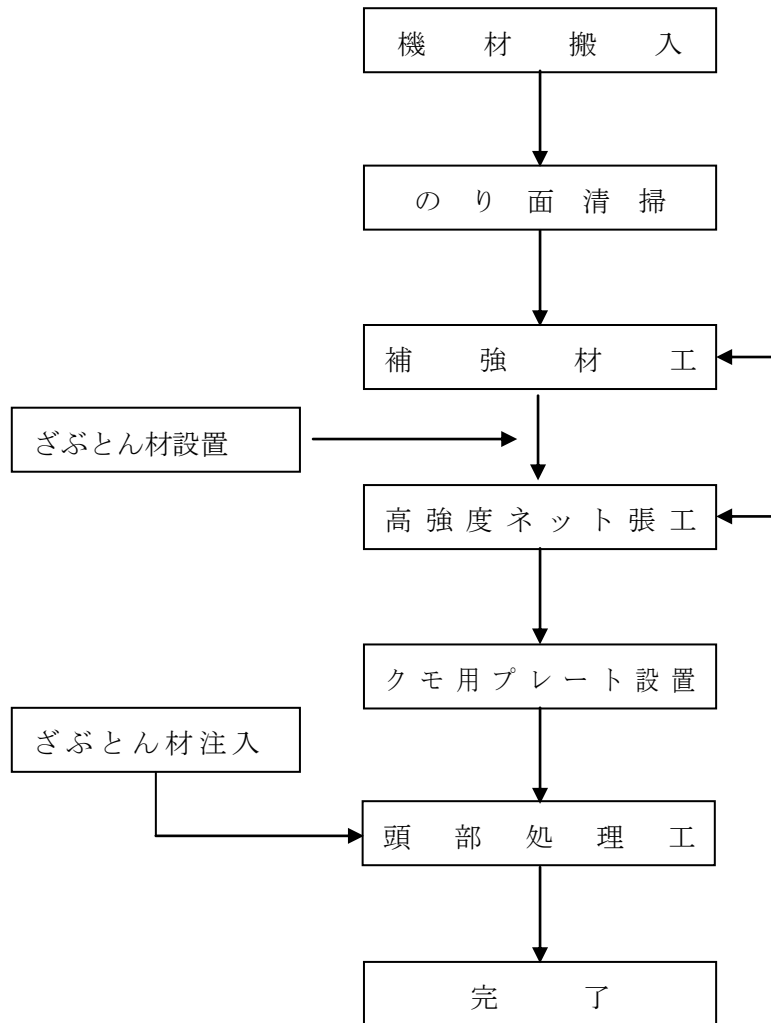 機材搬入
のり面清掃
補強材工
ざぶとん材設置
高強度ネット張工
クモ用プレート設置
ざぶとん材注入
頭部処理工
完了